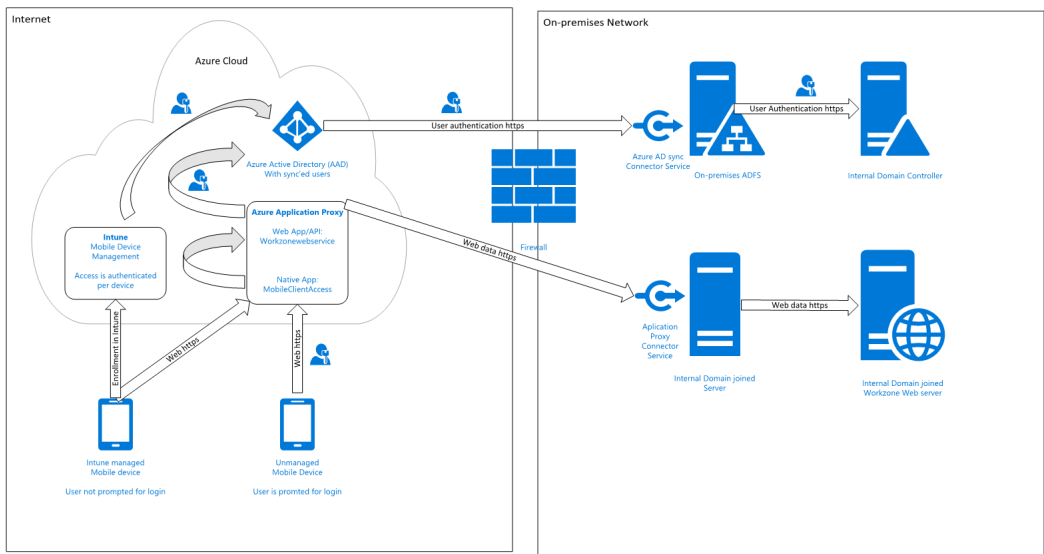 Internet
On-premises Network
Azure Cloud
User authentication https
User Authentication https
Azure Active Directory (AAD)
With sync'ed users
Azure AD sync
Connector Service
On-premises ADFS
Internal Domain Controller
Azure Application Proxy
Web App/API:
Workzonewebservice
Native App:
MobileClientAccess
Intune
Mobile Device
Management
Access is authenticated
per device
Firewall
Web data https
Web data https
Aplication
Proxy
Connector
Service
Internal Domain joined
Server
Internal Domain joined
Workzone Web server
Enrollment in Intune
Web https
Web https
Intune managed
Mobile device
User not prompted for login
Unmanaged
Mobile Device
User is promted for login